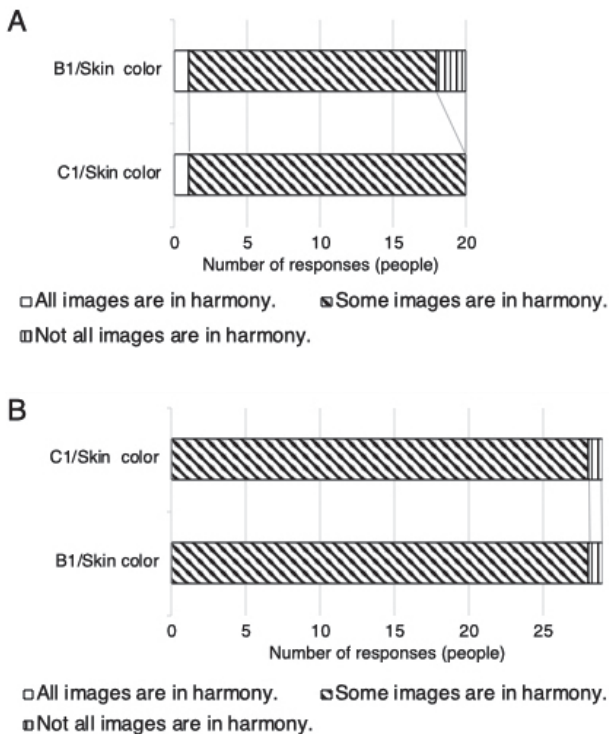 A
B1/Skin color
C1/Skin color
0 5 10 15 20
Number of responses (people)
All images are in harmony. Some images are in harmony.
Not all images are in harmony.
B
C1/Skin color
B1/Skin color
0 5 10 15 20 25
Number of responses (people)
All images are in harmony. Some images are in harmony.
Not all images are in harmony.